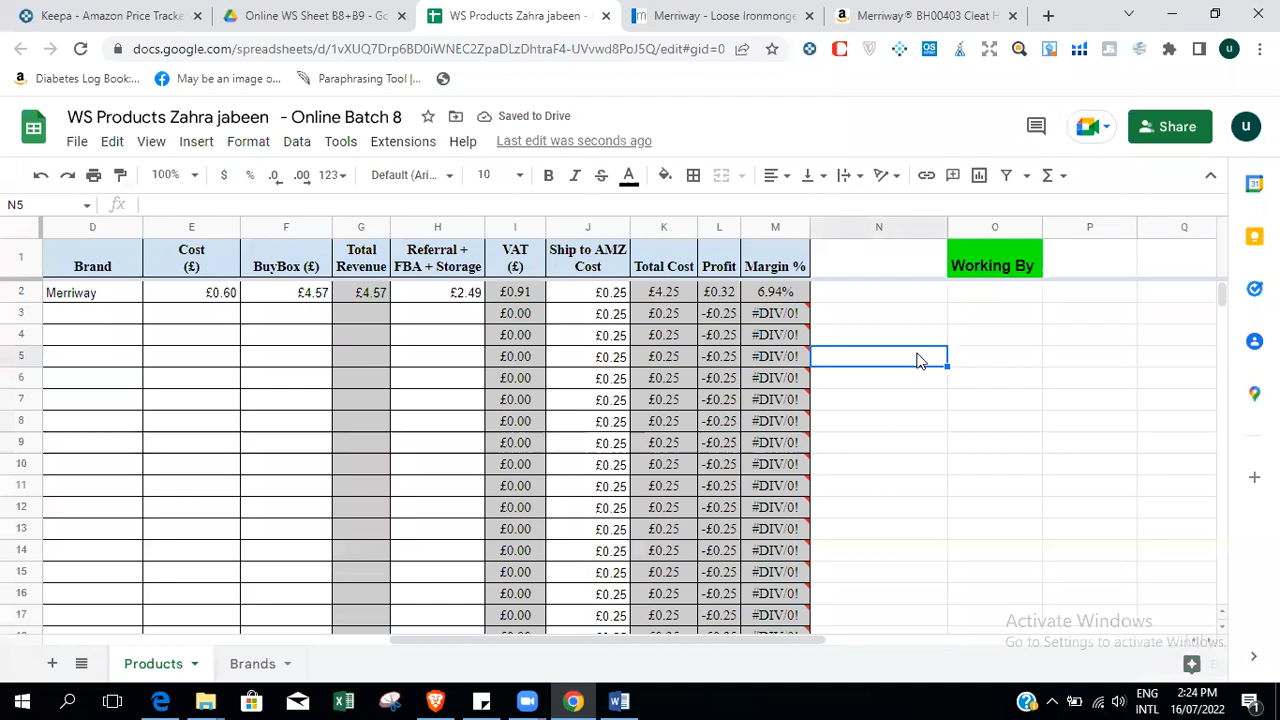 Keepa - Amazon Price Tracke
Online WS Sheet B8+B9 - Go
WS Products Zahra jabeen -
Merriway - Loose Ironmonge
Merriway® BH00403 Cleat H
docs.google.com/spreadsheets/d/1vXUQ7Drp6BD0iWNEC2ZpaDLzDhtraF4-UVvwd8PoJ5Q/edit#gid=0
Diabetes Log Book:...
May be an image o...
Paraphrasing Tool |...
WS Products Zahra jabeen - Online Batch 8
Saved to Drive
Share
u
File Edit View Insert Format Data Tools Extensions Help Last edit was seconds ago
100% $ % .0 .00 123 Default (Ari... 10 B I S A
N5 fx
D E F G H I J K L M N O P Q
1 Brand Cost (£) BuyBox (£) Total Revenue Referral + FBA + Storage VAT (£) Ship to AMZ Cost Total Cost Profit Margin % Working By
2 Merriway £0.60 £4.57 £4.57 £2.49 £0.91 £0.25 £4.25 £0.32 6.94%
3 £0.00 £0.25 £0.25 -£0.25 #DIV/0!
4 £0.00 £0.25 £0.25 -£0.25 #DIV/0!
5 £0.00 £0.25 £0.25 -£0.25 #DIV/0!
6 £0.00 £0.25 £0.25 -£0.25 #DIV/0!
7 £0.00 £0.25 £0.25 -£0.25 #DIV/0!
8 £0.00 £0.25 £0.25 -£0.25 #DIV/0!
9 £0.00 £0.25 £0.25 -£0.25 #DIV/0!
10 £0.00 £0.25 £0.25 -£0.25 #DIV/0!
11 £0.00 £0.25 £0.25 -£0.25 #DIV/0!
12 £0.00 £0.25 £0.25 -£0.25 #DIV/0!
13 £0.00 £0.25 £0.25 -£0.25 #DIV/0!
14 £0.00 £0.25 £0.25 -£0.25 #DIV/0!
15 £0.00 £0.25 £0.25 -£0.25 #DIV/0!
16 £0.00 £0.25 £0.25 -£0.25 #DIV/0!
17 £0.00 £0.25 £0.25 -£0.25 #DIV/0!
Activate Windows
Go to Settings to activate Windows.
Products
Brands
ENG
INTL
2:24 PM
16/07/2022